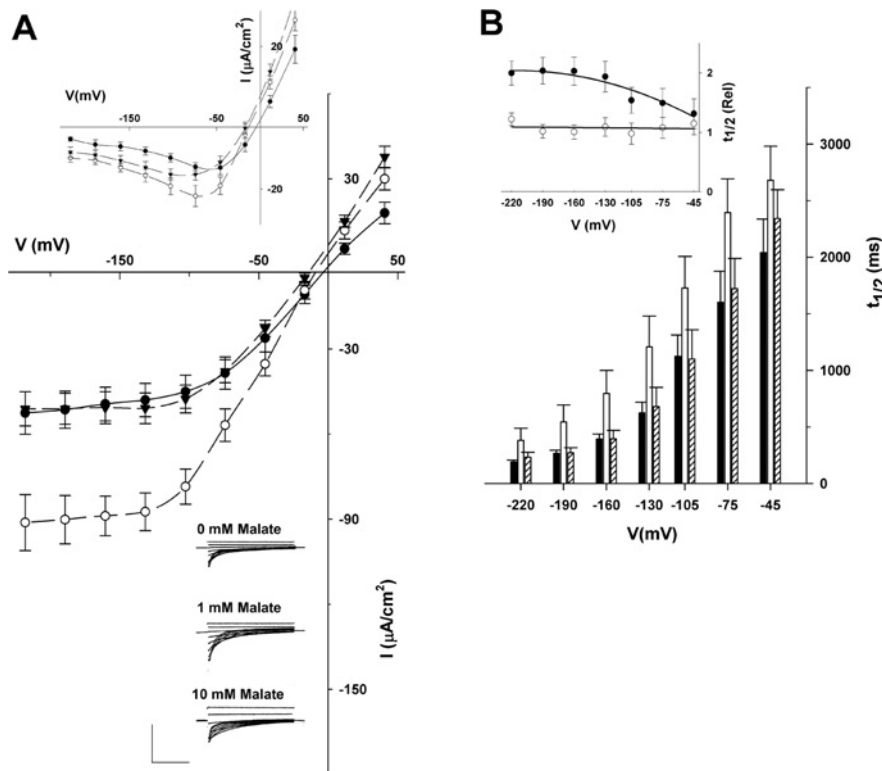 A
I (μA/cm²)
20
V(mV)
-150
-50
50
-20
30
V (mV)
-150
-50
50
-30
-90
0 mM Malate
1 mM Malate
10 mM Malate
I (μA/cm²)
-150
B
2
1
0
t1/2 (Rel)
-220 -190 -160 -130 -105 -75 -45
V (mV)
3000
2000
1000
0
t1/2 (ms)
-220 -190 -160 -130 -105 -75 -45
V(mV)